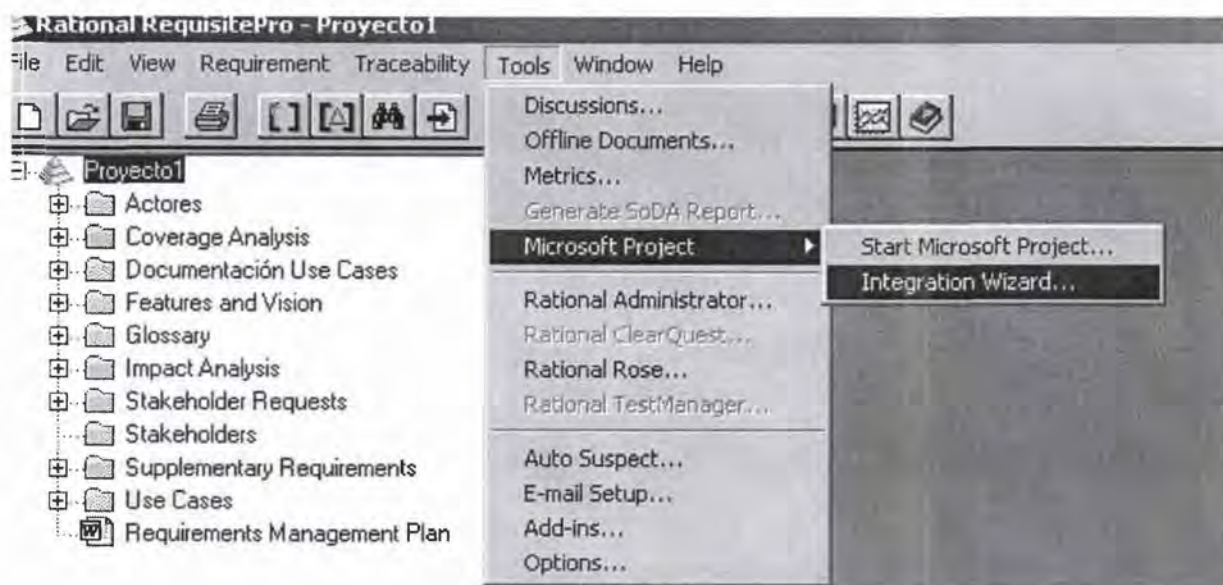 Rational RequisitePro - Proyecto1
File Edit View Requirement Traceability Tools Window Help
Proyecto1
Actores
Coverage Analysis
Documentación Use Cases
Features and Vision
Glossary
Impact Analysis
Stakeholder Requests
Stakeholders
Supplementary Requirements
Use Cases
Requirements Management Plan
Discussions...
Offline Documents...
Metrics...
Generate SoDA Report...
Microsoft Project
Rational Administrator...
Rational ClearQuest...
Rational Rose...
Rational TestManager...
Auto Suspect...
E-mail Setup...
Add-ins...
Options...
Start Microsoft Project...
Integration Wizard...